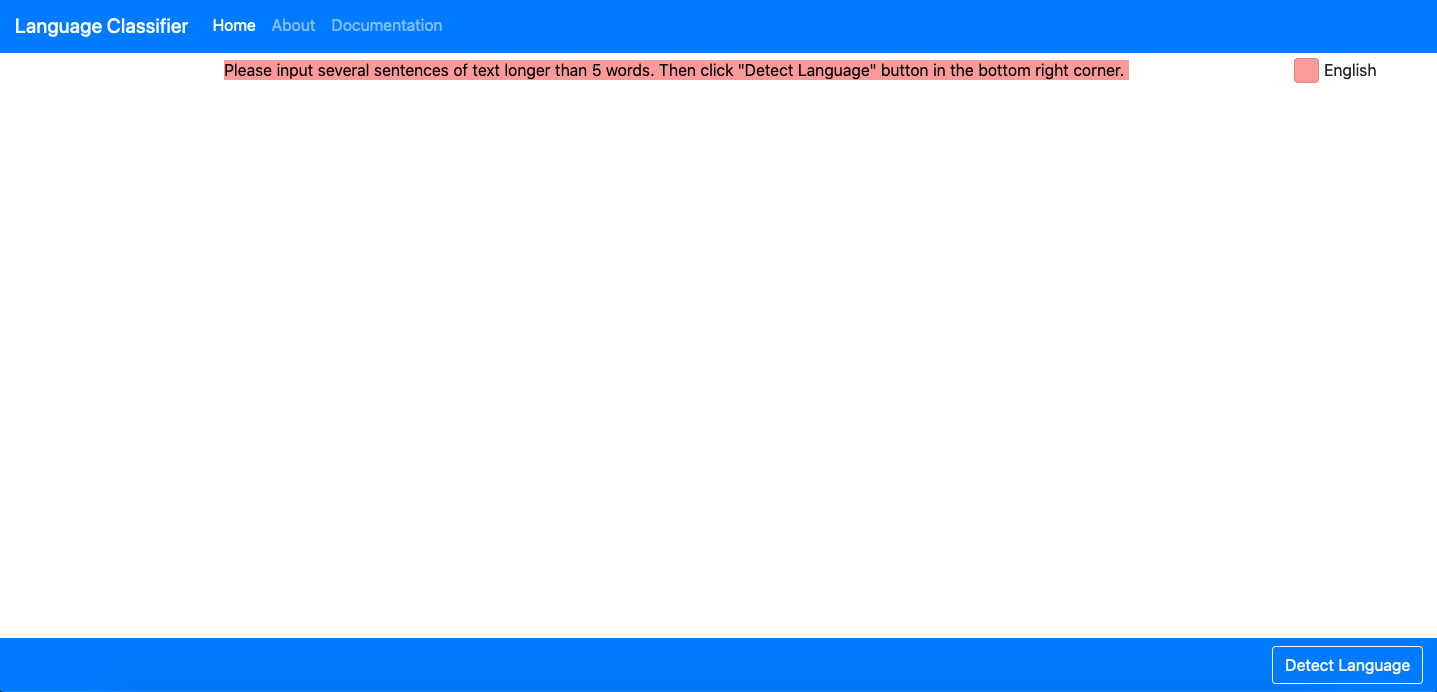 Language Classifier Home About Documentation
Please input several sentences of text longer than 5 words. Then click "Detect Language" button in the bottom right corner. English
Detect Language